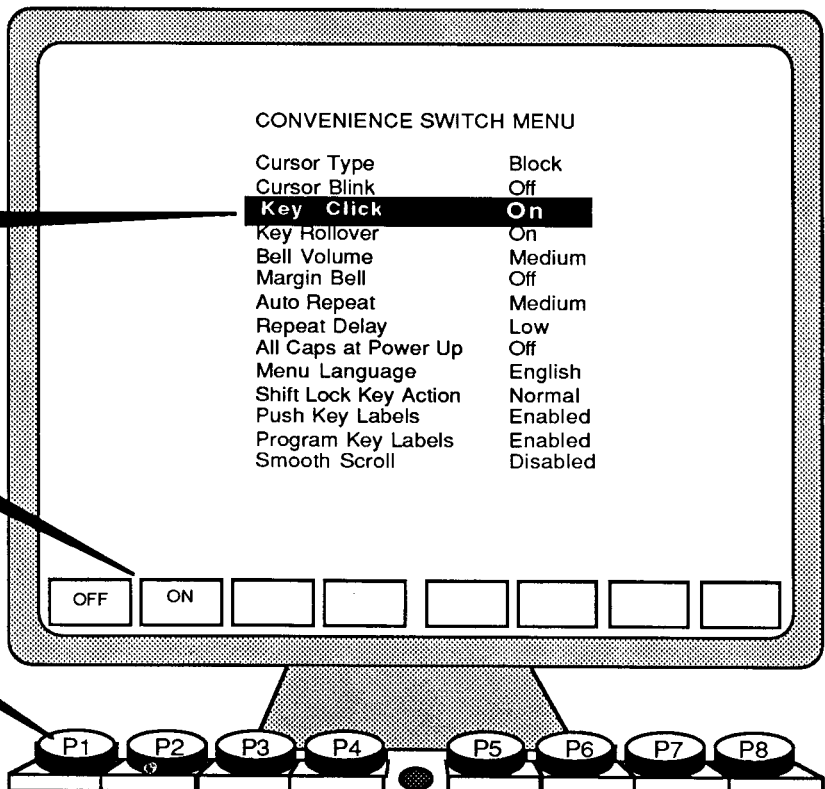 CONVENIENCE SWITCH MENU
Cursor Type Block
Cursor Blink Off
Key Click On
Key Rollover On
Bell Volume Medium
Margin Bell Off
Auto Repeat Medium
Repeat Delay Low
All Caps at Power Up Off
Menu Language English
Shift Lock Key Action Normal
Push Key Labels Enabled
Program Key Labels Enabled
Smooth Scroll Disabled
OFF ON
P1 P2 P3 P4 P5 P6 P7 P8